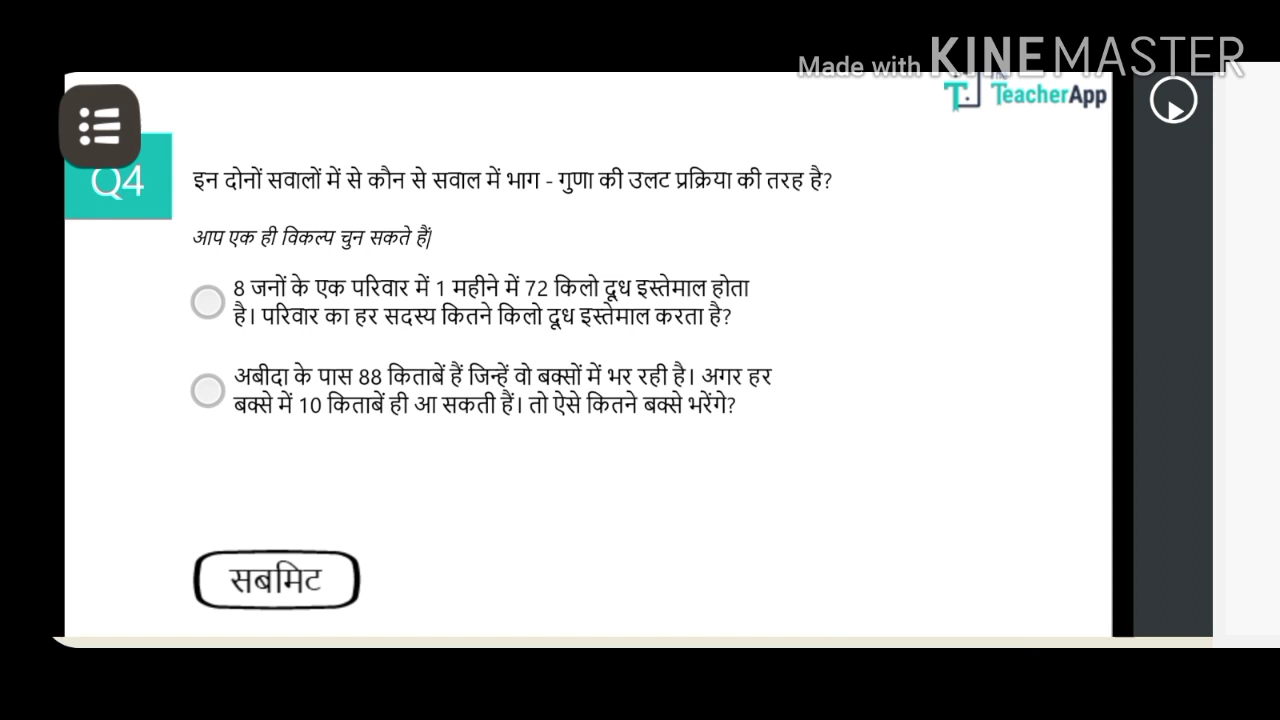 Made with KINEMASTER
The
TeacherApp
Q4
इन दोनों सवालों में से कौन से सवाल में भाग - गुणा की उलट प्रक्रिया की तरह है?
आप एक ही विकल्प चुन सकते हैं|
8 जनों के एक परिवार में 1 महीने में 72 किलो दूध इस्तेमाल होता
है। परिवार का हर सदस्य कितने किलो दूध इस्तेमाल करता है?
अबीदा के पास 88 किताबें हैं जिन्हें वो बक्सों में भर रही है। अगर हर
बक्से में 10 किताबें ही आ सकती हैं। तो ऐसे कितने बक्से भरेंगे?
सबमिट